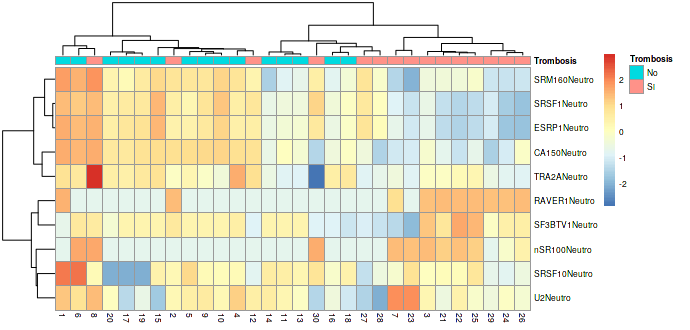 Trombosis
SRM160Neutro
SRSF1Neutro
ESRP1Neutro
CA150Neutro
TRA2ANeutro
RAVER1Neutro
SF3BTV1Neutro
nSR100Neutro
SRSF10Neutro
U2Neutro
1 6 8 20 17 19 15 2 5 9 10 4 12 14 11 13 30 16 18 27 28 7 23 3 21 22 25 29 24 26
2
1
0
-1
-2
Trombosis
No
SI